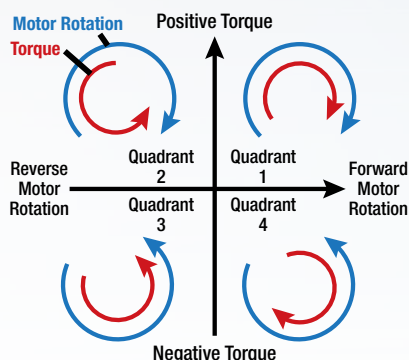 Motor Rotation
Torque
Positive Torque
Quadrant
2
Quadrant
1
Reverse
Motor
Rotation
Forward
Motor
Rotation
Quadrant
3
Quadrant
4
Negative Torque